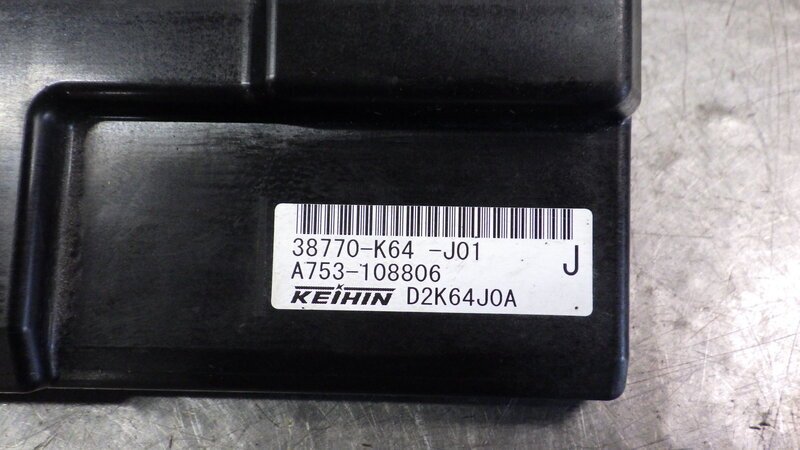 38770-K64 -J01
J
A753-108806
KEIHIN D2K64J0A